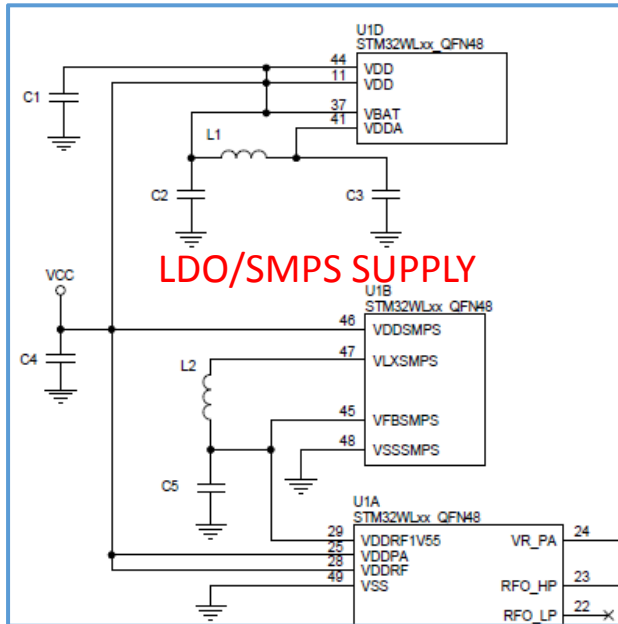 U1D
STM32WLxx_QFN48
44 VDD
11 VDD
C1
37 VBAT
41 VDDA
L1
C2
C3
LDO/SMPS SUPPLY
VCC
U1B
STM32WLxx_QFN48
46 VDDSMPS
C4
47 VLXSMPS
L2
45 VFBSMPS
48 VSSSMPS
C5
U1A
STM32WLxx_QFN48
29 VDDRF1V55 VR_PA 24
25 VDDPA
28 VDDRF
49 VSS RFO_HP 23
RFO_LP 22